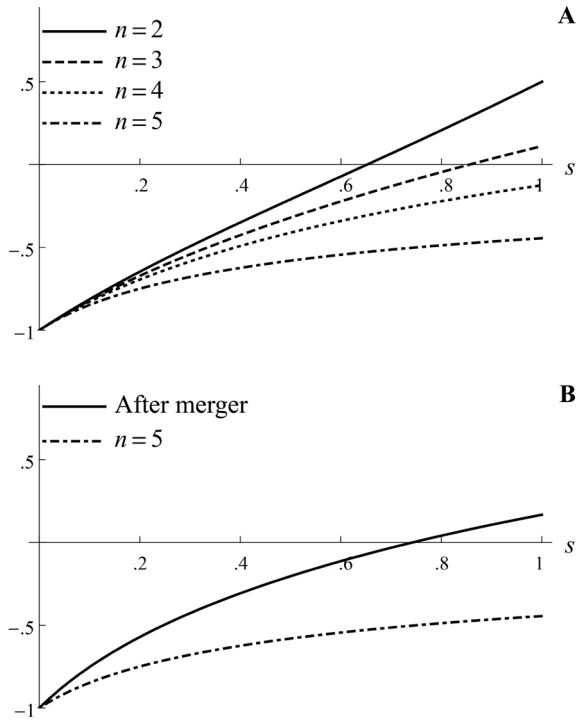 A
n = 2
n = 3
n = 4
n = 5
.5
s
.2 .4 .6 .8 1
−.5
−1
B
After merger
n = 5
.5
s
.2 .4 .6 .8 1
−.5
−1